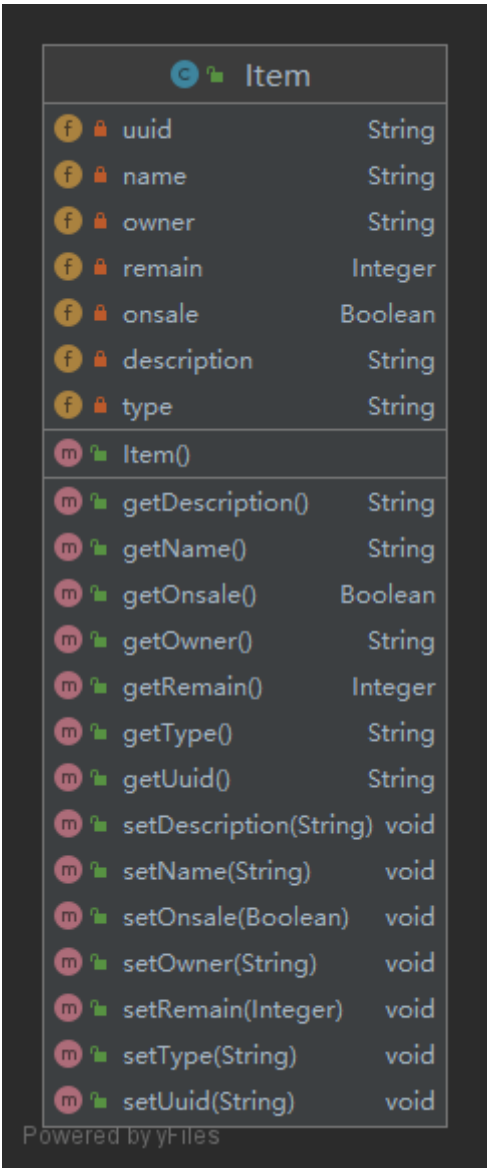 C Item
f uuid String
f name String
f owner String
f remain Integer
f onsale Boolean
f description String
f type String
m Item()
m getDescription() String
m getName() String
m getOnsale() Boolean
m getOwner() String
m getRemain() Integer
m getType() String
m getUuid() String
m setDescription(String) void
m setName(String) void
m setOnsale(Boolean) void
m setOwner(String) void
m setRemain(Integer) void
m setType(String) void
m setUuid(String) void
Powered by yFiles